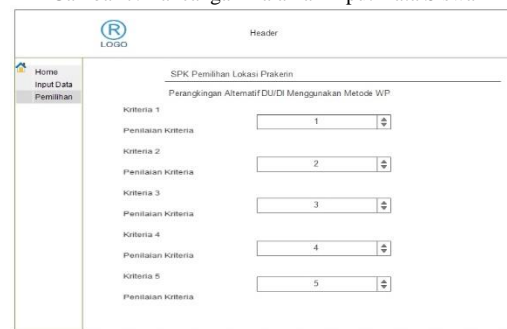 R
LOGO
Header
Home
Input Data
Pemilihan
SPK Pemilihan Lokasi Prakerin
Perangkingan Alternatif DU/DI Menggunakan Metode WP
Kriteria 1
1
Penilaian Kriteria
Kriteria 2
2
Penilaian Kriteria
Kriteria 3
3
Penilaian Kriteria
Kriteria 4
4
Penilaian Kriteria
Kriteria 5
5
Penilaian Kriteria